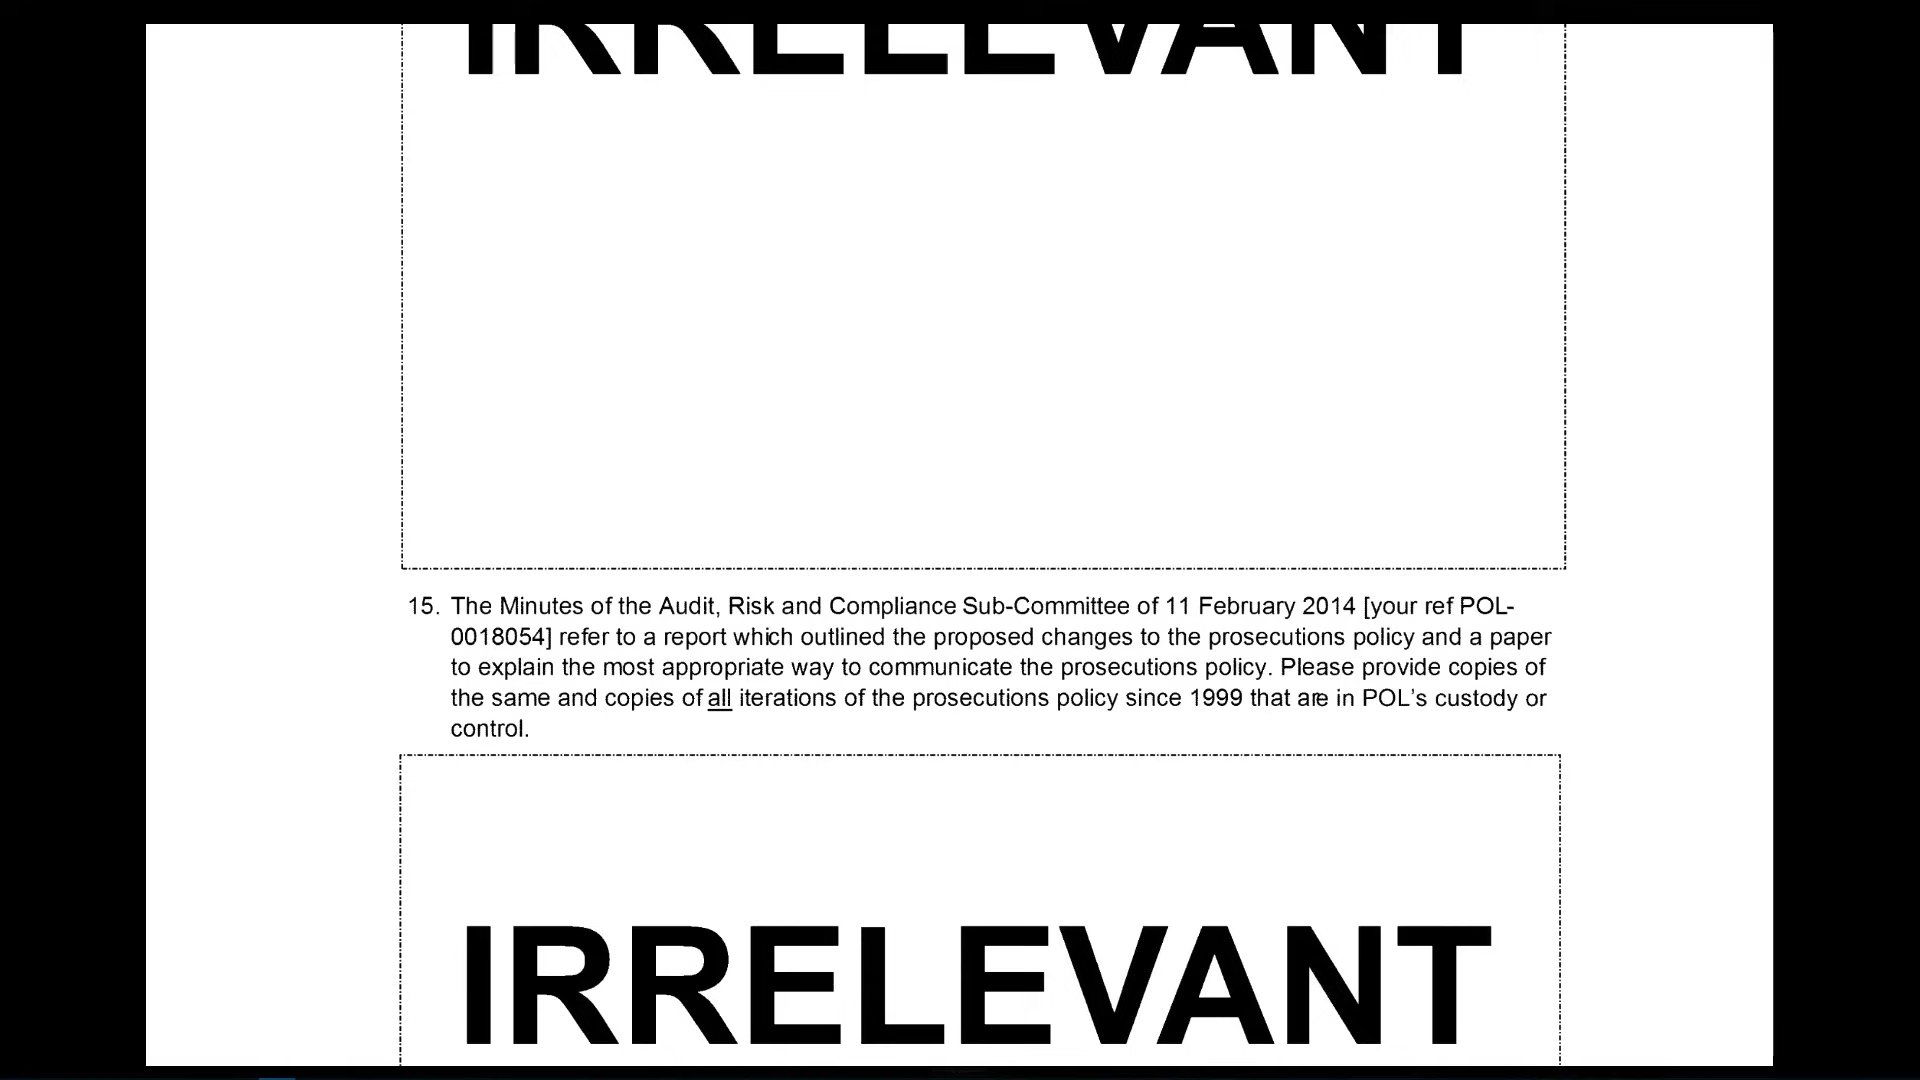 IRRELEVANT
15. The Minutes of the Audit, Risk and Compliance Sub-Committee of 11 February 2014 [your ref POL-
0018054] refer to a report which outlined the proposed changes to the prosecutions policy and a paper
to explain the most appropriate way to communicate the prosecutions policy. Please provide copies of
the same and copies of all iterations of the prosecutions policy since 1999 that are in POL's custody or
control.
IRRELEVANT